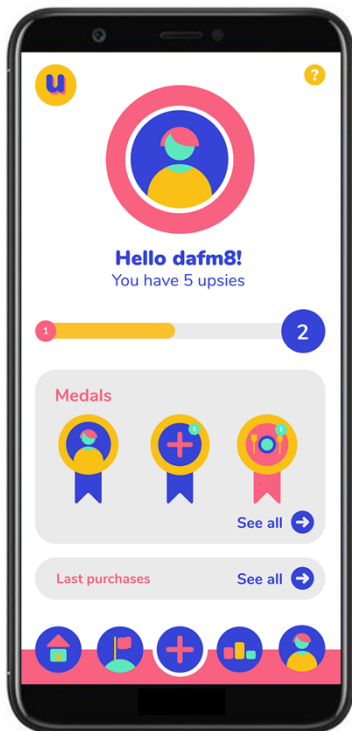 u
?
Hello dafm8!
You have 5 upsies
1
2
Medals
1
1
See all
Last purchases
See all